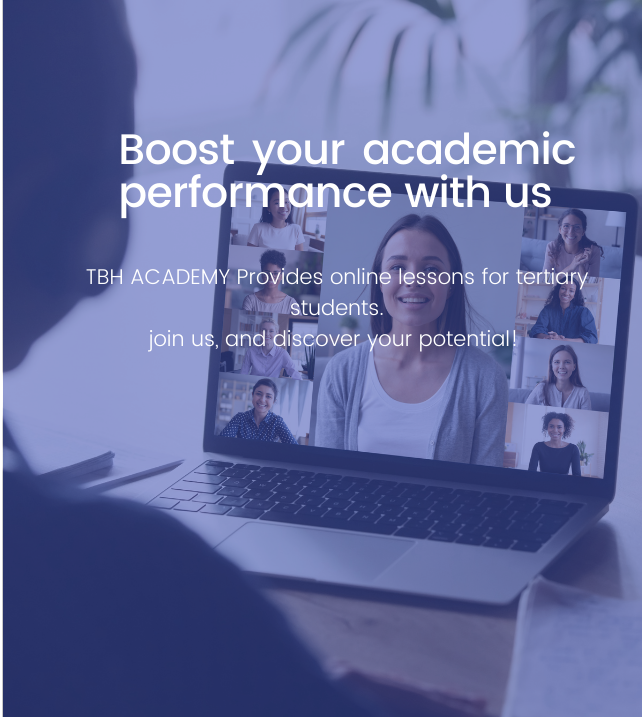 Boost your academic
performance with us
TBH ACADEMY Provides online lessons for tertiary
students.
join us, and discover your potential!